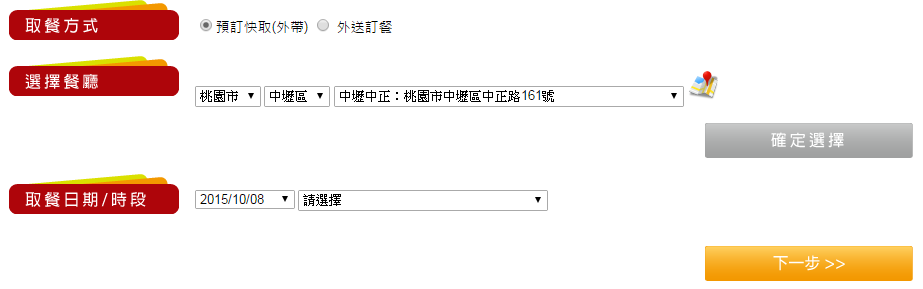 取餐方式 預訂快取(外帶) 外送訂餐
選擇餐廳
桃園市 中壢區 中壢中正：桃園市中壢區中正路161號
確定選擇
取餐日期/時段 2015/10/08 請選擇
下一步 >>